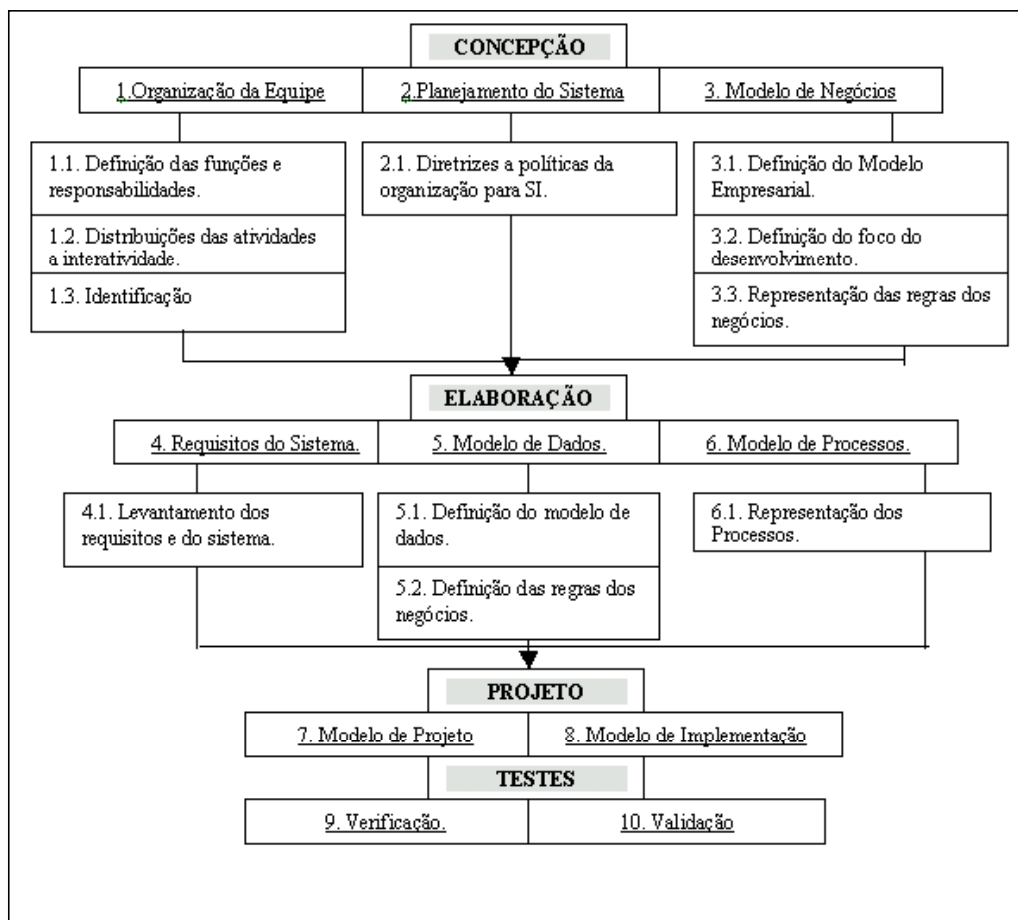 CONCEPÇÃO
1.Organização da Equipe
2.Planejamento do Sistema
3. Modelo de Negócios
1.1. Definição das funções e
responsabilidades.
1.2. Distribuições das atividades
a interatividade.
1.3. Identificação
2.1. Diretrizes a políticas da
organização para SI.
3.1. Definição do Modelo
Empresarial.
3.2. Definição do foco do
desenvolvimento.
3.3. Representação das regras dos
negócios.
ELABORAÇÃO
4. Requisitos do Sistema.
5. Modelo de Dados.
6. Modelo de Processos.
4.1. Levantamento dos
requisitos e do sistema.
5.1. Definição do modelo de
dados.
5.2. Definição das regras dos
negócios.
6.1. Representação dos
Processos.
PROJETO
7. Modelo de Projeto
8. Modelo de Implementação
TESTES
9. Verificação.
10. Validação